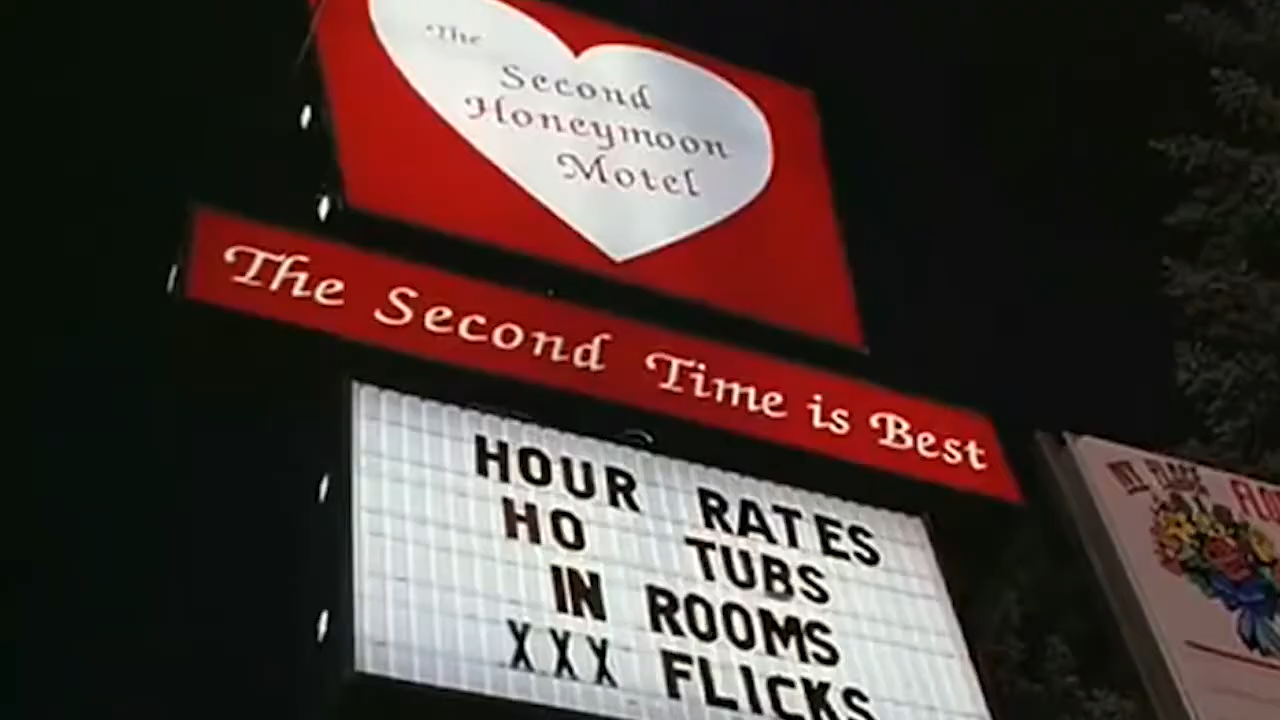 The
Second
Honeymoon
Motel
The Second Time is Best
HOUR RATES
HO TUBS
IN ROOMS
XXX FLICKS